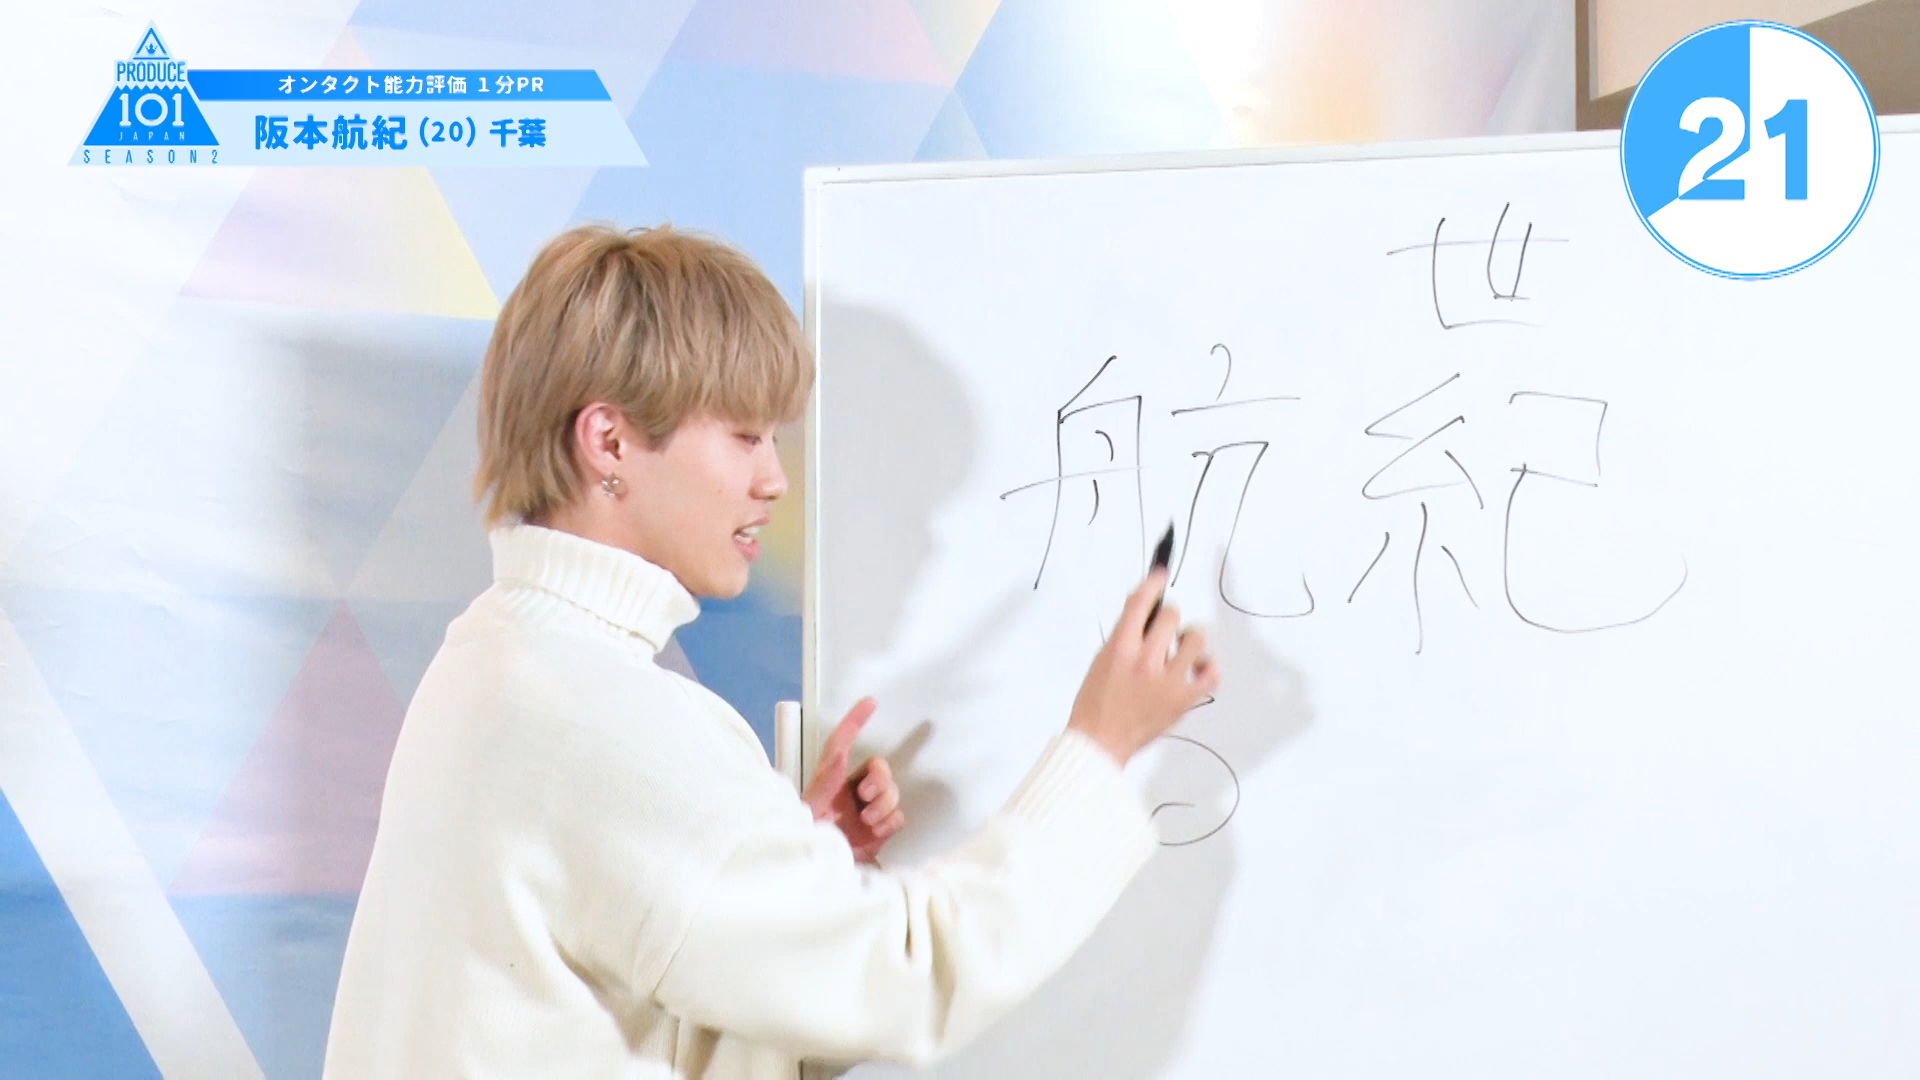 PRODUCE
101
JAPAN
SEASON2
オンタクト能力評価 1分PR
阪本航紀(20) 千葉
21
世
航紀